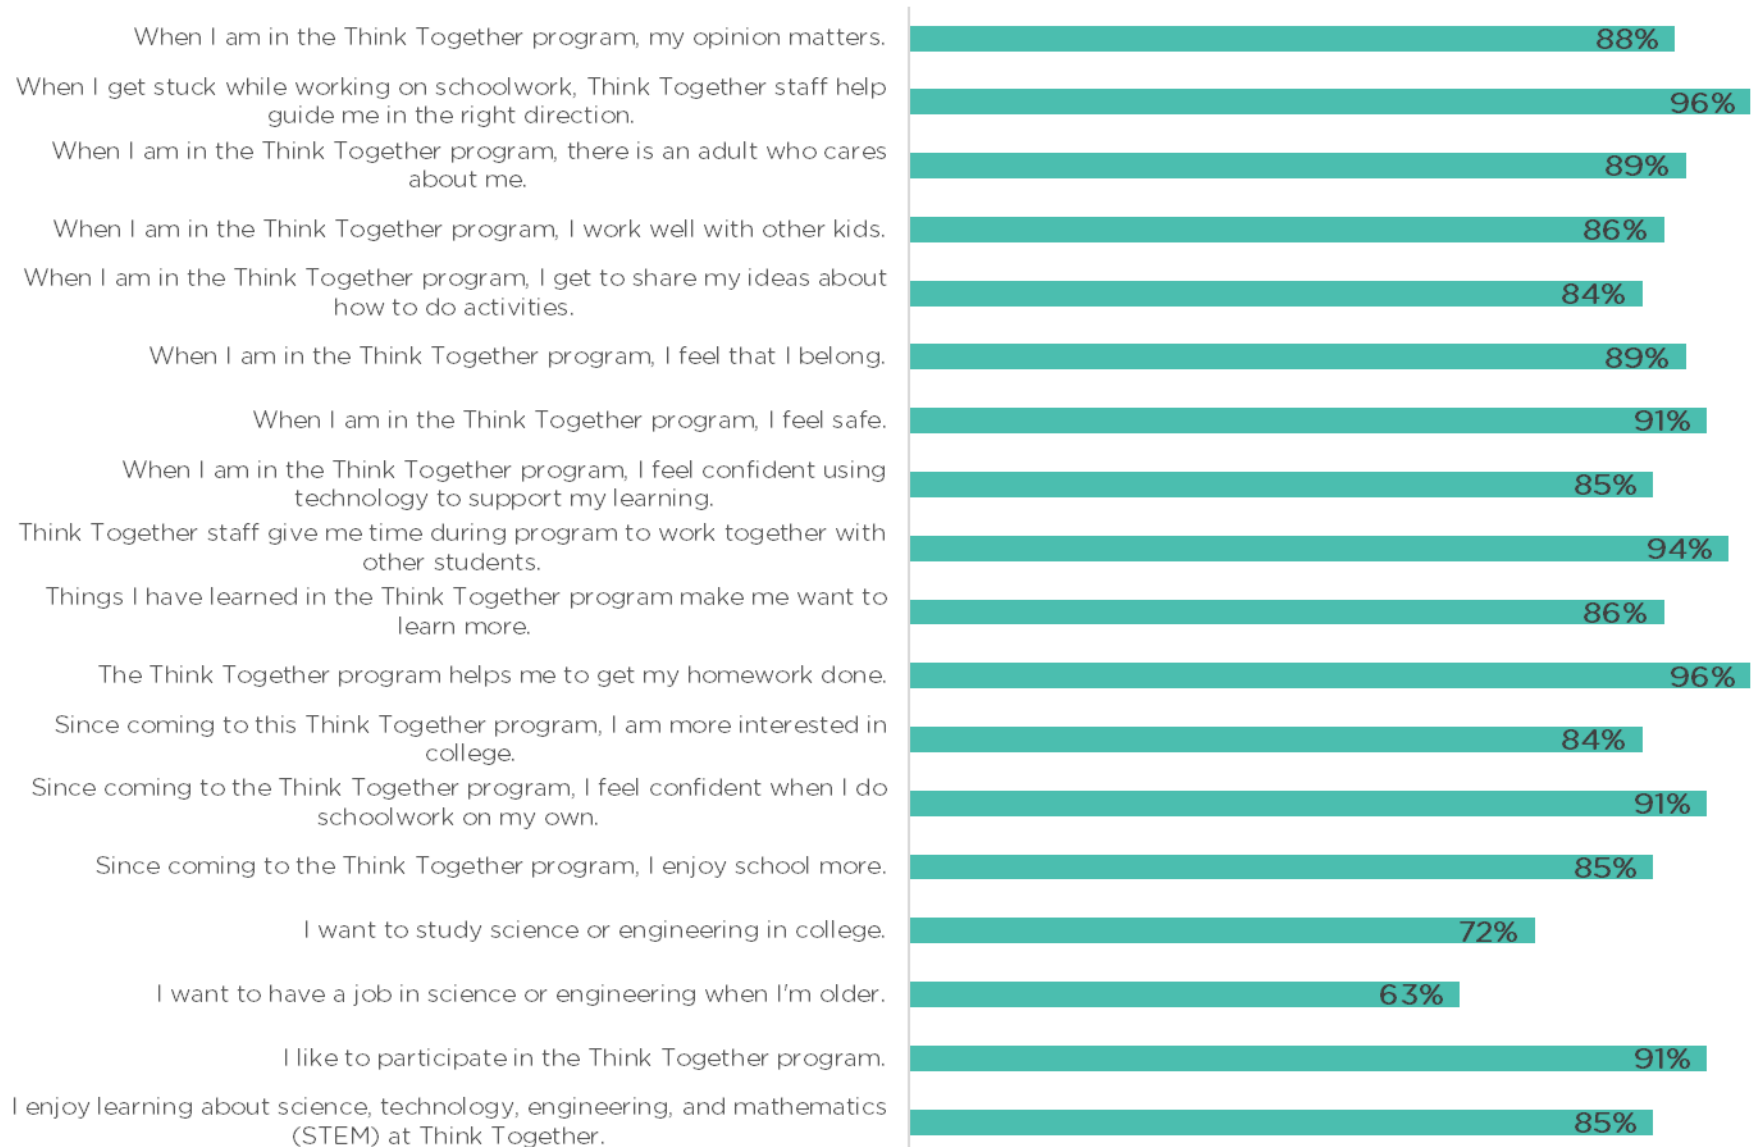 When I am in the Think Together program, my opinion matters.
88%
When I get stuck while working on schoolwork, Think Together staff help
guide me in the right direction.
96%
When I am in the Think Together program, there is an adult who cares
about me.
89%
When I am in the Think Together program, I work well with other kids.
86%
When I am in the Think Together program, I get to share my ideas about
how to do activities.
84%
When I am in the Think Together program, I feel that I belong.
89%
When I am in the Think Together program, I feel safe.
91%
When I am in the Think Together program, I feel confident using
technology to support my learning.
85%
Think Together staff give me time during program to work together with
other students.
94%
Things I have learned in the Think Together program make me want to
learn more.
86%
The Think Together program helps me to get my homework done.
96%
Since coming to this Think Together program, I am more interested in
college.
84%
Since coming to the Think Together program, I feel confident when I do
schoolwork on my own.
91%
Since coming to the Think Together program, I enjoy school more.
85%
I want to study science or engineering in college.
72%
I want to have a job in science or engineering when I'm older.
63%
I like to participate in the Think Together program.
91%
I enjoy learning about science, technology, engineering, and mathematics
(STEM) at Think Together.
85%